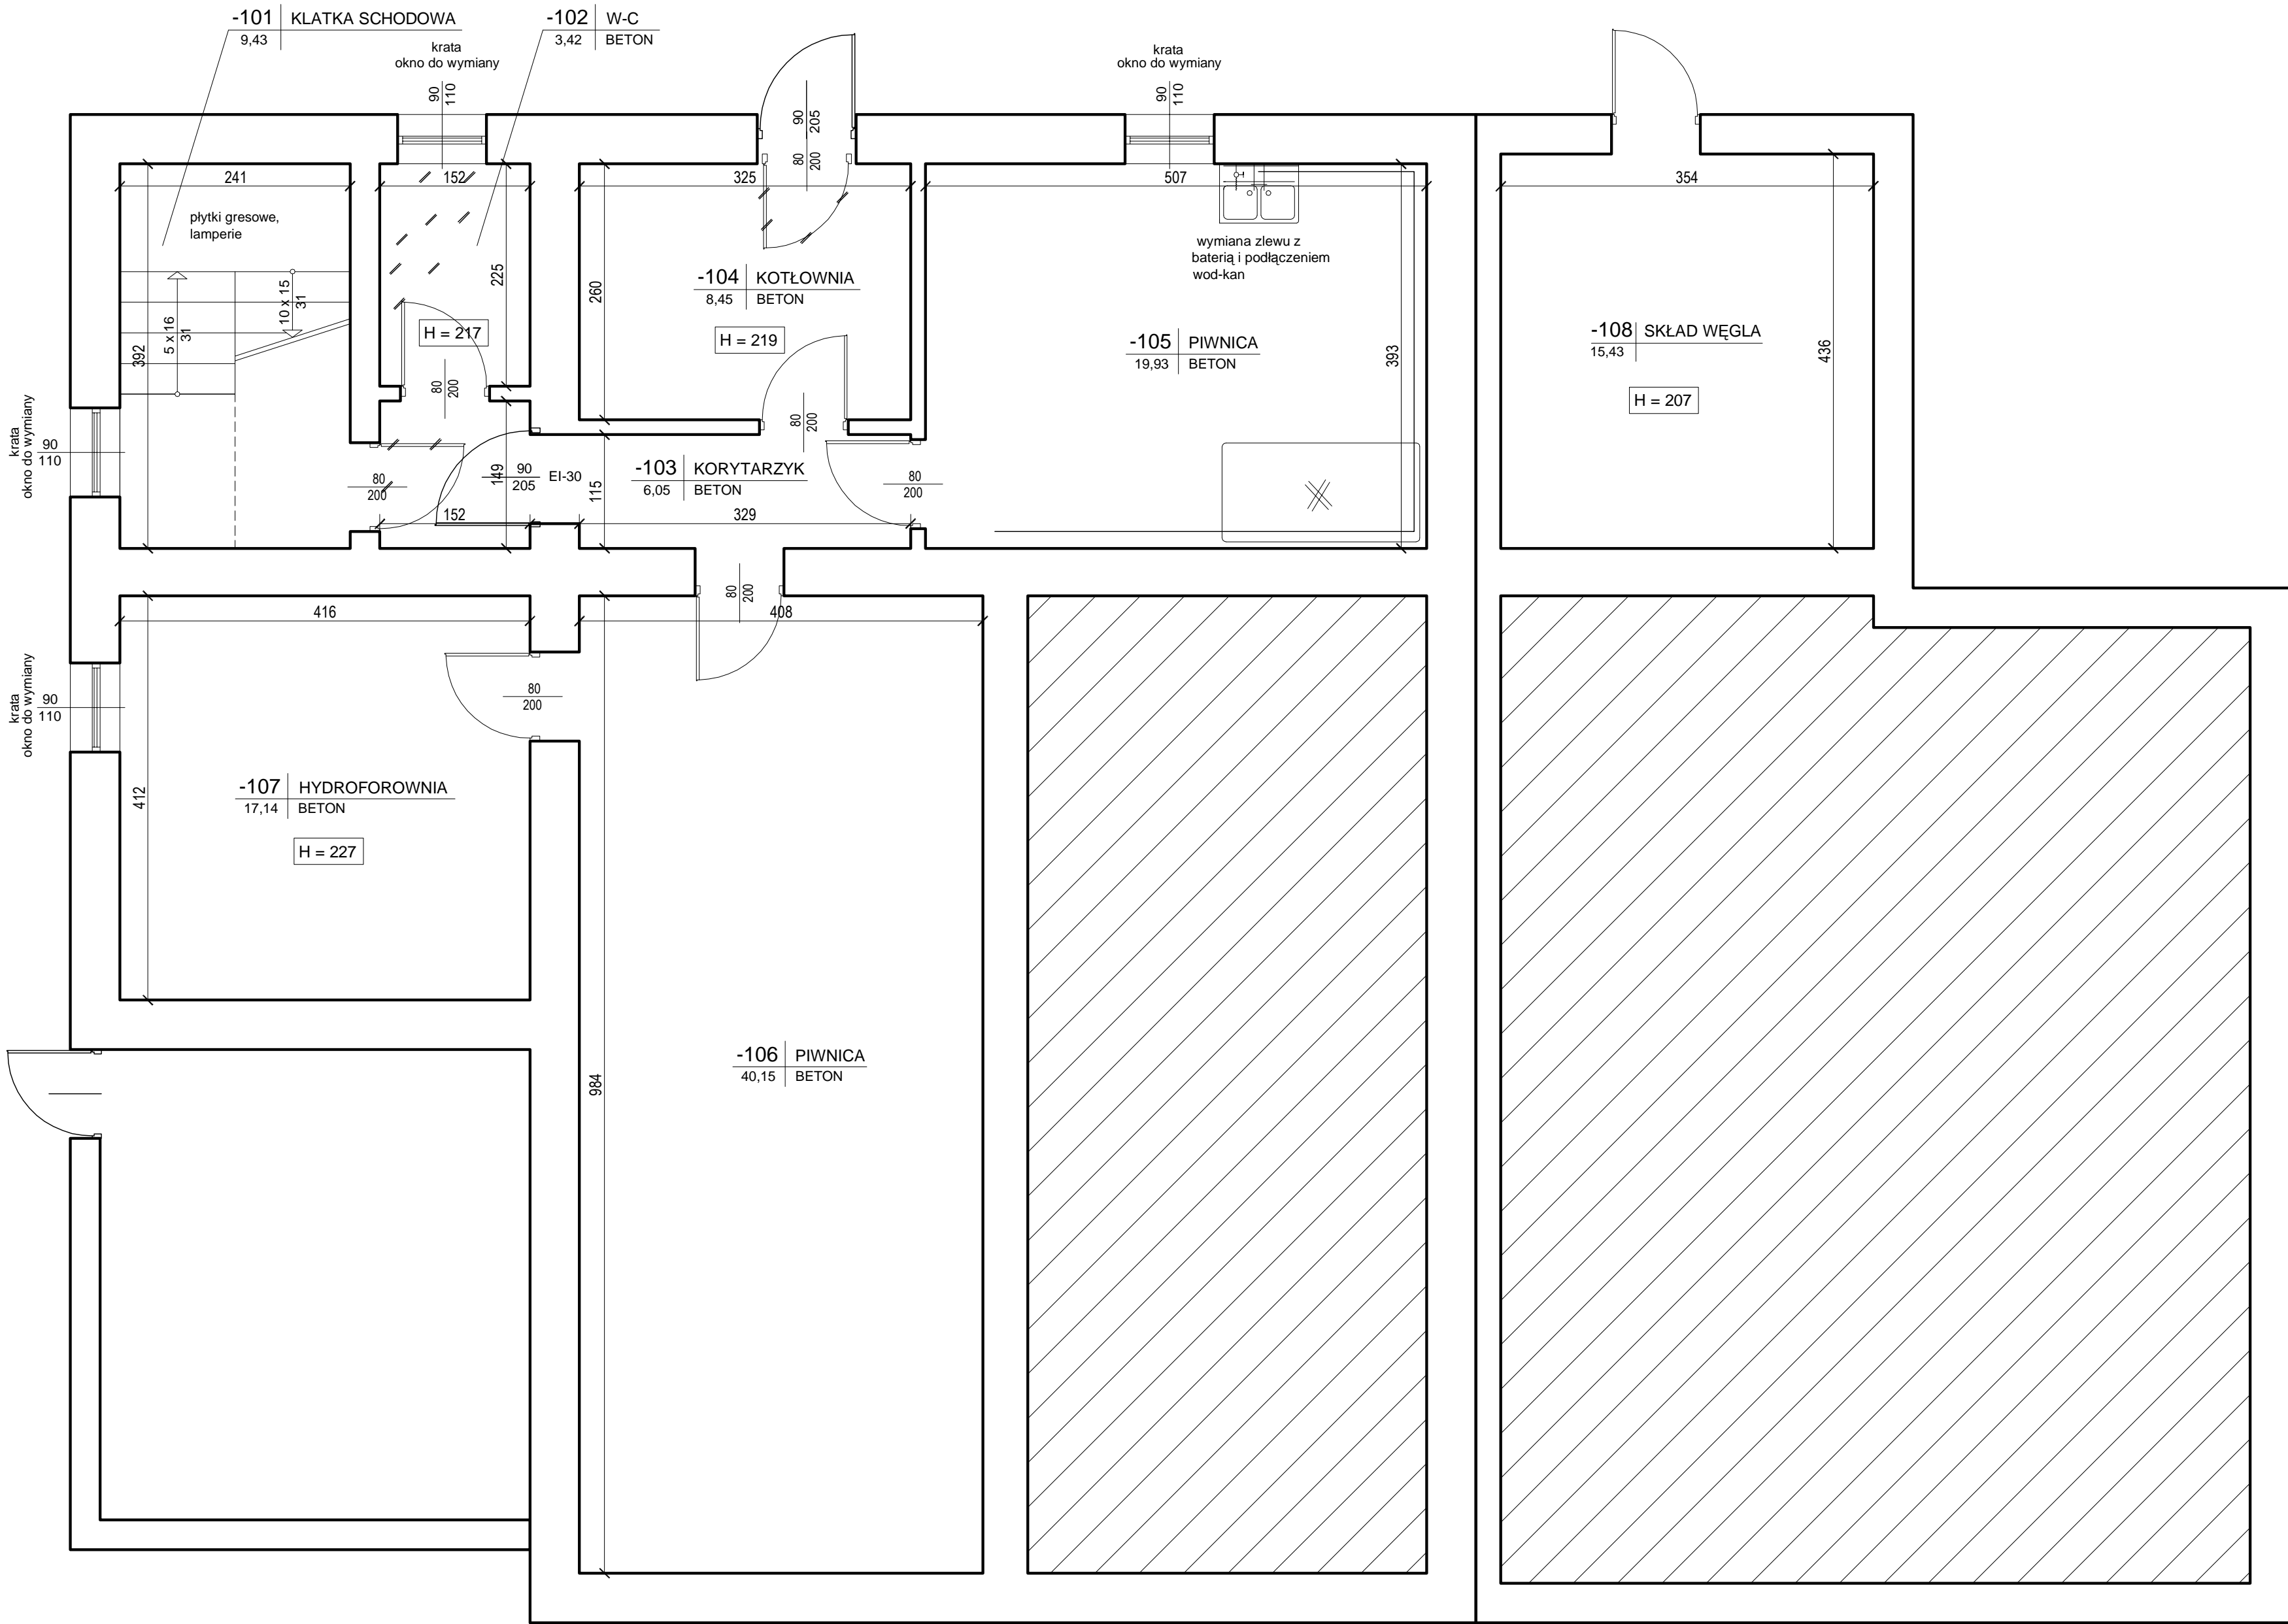 -101 KLATKA SCHODOWA
9,43
-102 W-C
3,42 BETON
krata
okno do wymiany
90
110
krata
okno do wymiany
90
110
90
205
80
200
241
152
325
507
354
płytki gresowe,
lamperie
wymiana zlewu z
baterią i podłączeniem
wod-kan
225
260
-104 KOTŁOWNIA
8,45 BETON
H = 219
H = 217
5 x 16
31
10 x 15
31
392
-105 PIWNICA
19,93 BETON
393
-108 SKŁAD WĘGLA
15,43
436
H = 207
80
200
80
200
krata
okno do wymiany
90
110
80
200
149
90
205
EI-30
115
-103 KORYTARZYK
6,05 BETON
80
200
152
329
80
200
416
408
krata
okno do wymiany
90
110
80
200
412
-107 HYDROFOROWNIA
17,14 BETON
H = 227
984
-106 PIWNICA
40,15 BETON